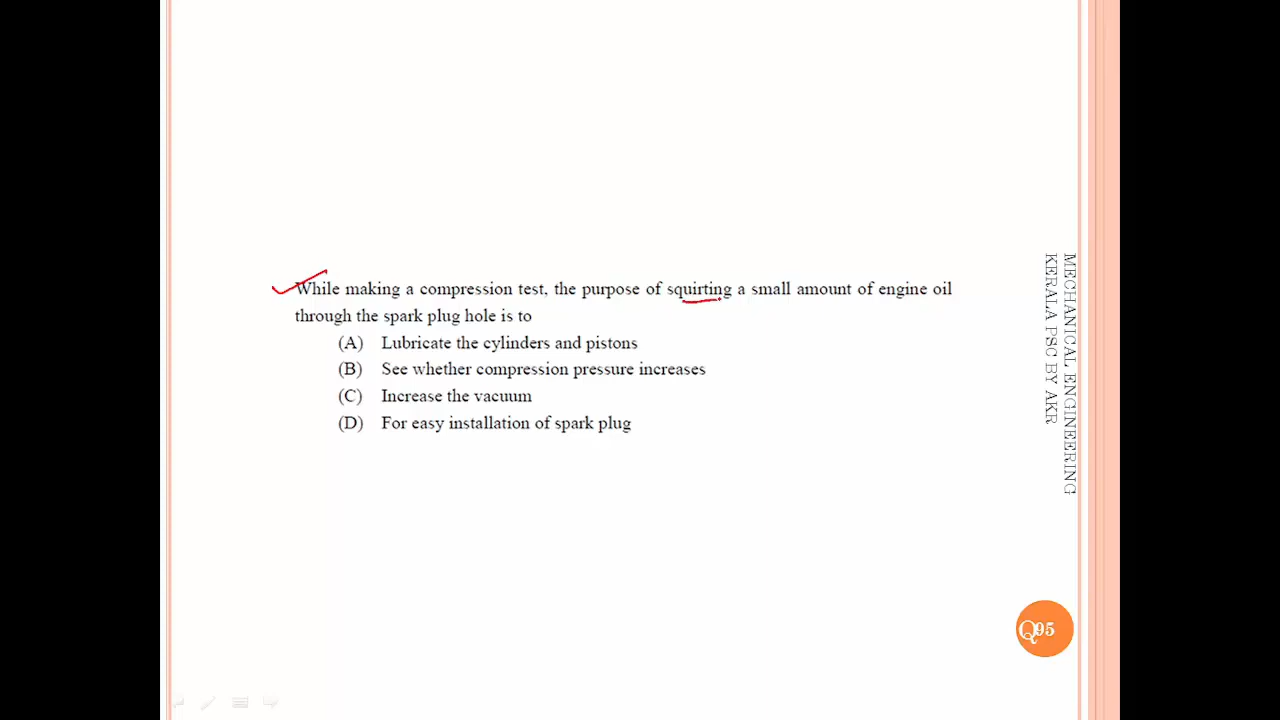 While making a compression test, the purpose of squirting a small amount of engine oil
through the spark plug hole is to
(A) Lubricate the cylinders and pistons
(B) See whether compression pressure increases
(C) Increase the vacuum
(D) For easy installation of spark plug
MECHANICAL ENGINEERING
KERALA PSC BY AKR
Q95